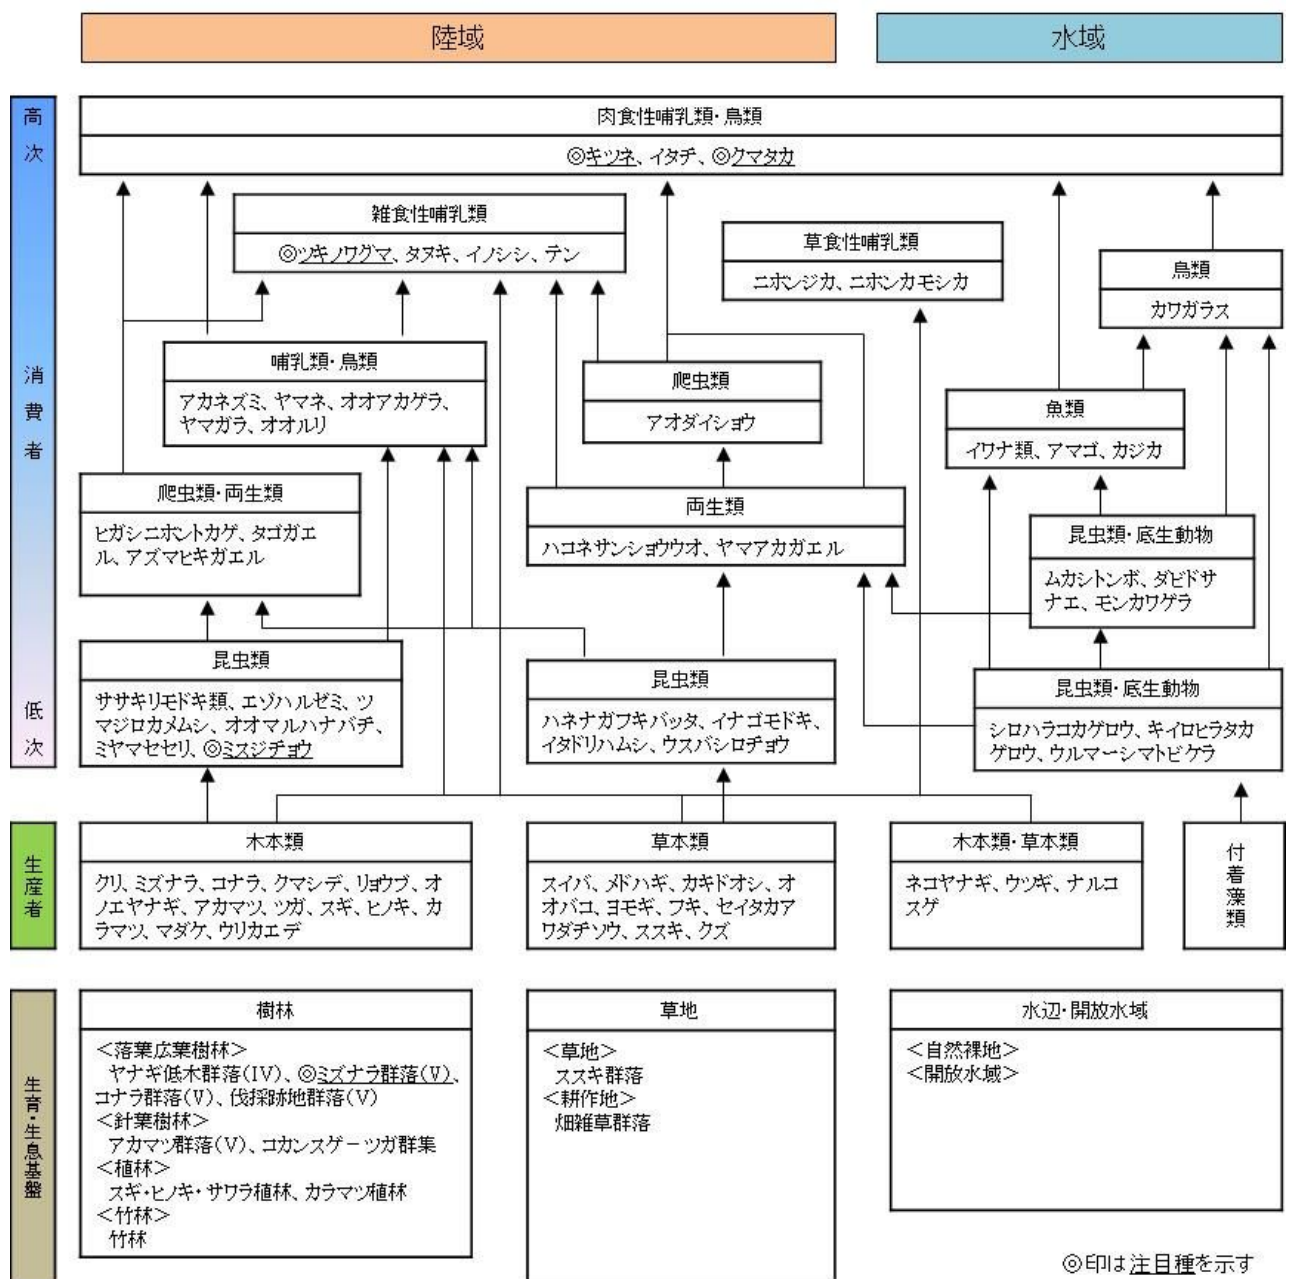 陸域
水域
高次
消費者
低次
肉食性哺乳類・鳥類
◎キツネ、イタチ、◎クマタカ
雑食性哺乳類
◎ツキノワグマ、タヌキ、イノシシ、テン
草食性哺乳類
ニホンジカ、ニホンカモシカ
鳥類
カワガラス
哺乳類・鳥類
アカネズミ、ヤマネ、オオアカゲラ、
ヤマガラ、オオルリ
爬虫類
アオダイショウ
魚類
イワナ類、アマゴ、カジカ
爬虫類・両生類
ヒガシニホントカゲ、タゴガエ
ル、アズマヒキガエル
両生類
ハコネサンショウウオ、ヤマアカガエル
昆虫類・底生動物
ムカシトンボ、ダビドサ
ナエ、モンカワゲラ
昆虫類
ササキリモドキ類、エゾハルゼミ、ツ
マジロカメムシ、オオマルハナバチ、
ミヤマセセリ、◎ミスジチョウ
昆虫類
ハネナガフキバッタ、イナゴモドキ、
イタドリハムシ、ウスバシロチョウ
昆虫類・底生動物
シロハラコカゲロウ、キイロヒラタカ
ゲロウ、ウルマーシマトビケラ
生産者
木本類
クリ、ミズナラ、コナラ、クマシデ、リョウブ、オ
ノエヤナギ、アカマツ、ツガ、スギ、ヒノキ、カ
ラマツ、マダケ、ウリカエデ
草本類
スイバ、メドハギ、カキドオシ、オ
オバコ、ヨモギ、フキ、セイタカア
ワダチソウ、ススキ、クズ
木本類・草本類
ネコヤナギ、ウツギ、ナルコ
スゲ
付着藻類
生育・生息基盤
樹林
＜落葉広葉樹林＞
ヤナギ低木群落(IV)、◎ミズナラ群落(V)、
コナラ群落(V)、伐採跡地群落(V)
＜針葉樹林＞
アカマツ群落(V)、コカンスゲーツガ群集
＜植林＞
スギ・ヒノキ・サワラ植林、カラマツ植林
＜竹林＞
竹林
草地
＜草地＞
ススキ群落
＜耕作地＞
畑雑草群落
水辺・開放水域
＜自然裸地＞
＜開放水域＞
◎印は注目種を示す